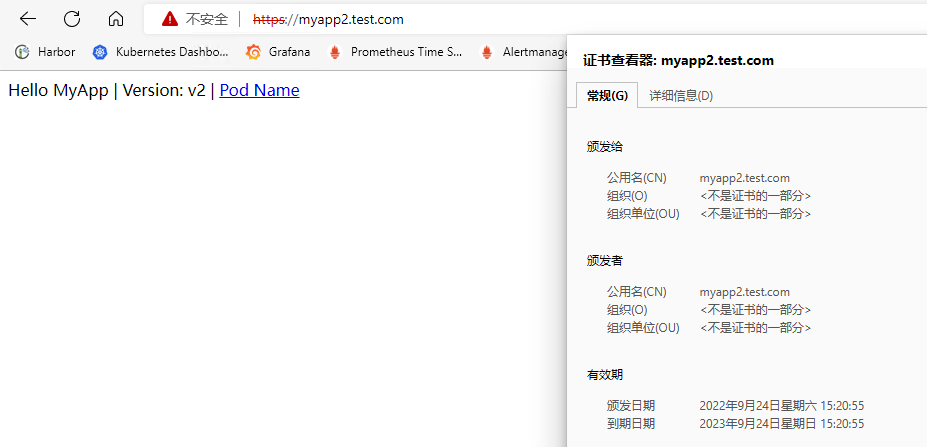 不安全 | https://myapp2.test.com
Harbor Kubernetes Dashbo... Grafana Prometheus Time S... Alertmanage
Hello MyApp | Version: v2 | Pod Name
证书查看器: myapp2.test.com
常规(G) 详细信息(D)
颁发给
公用名(CN) myapp2.test.com
组织(O) <不是证书的一部分>
组织单位(OU) <不是证书的一部分>
颁发者
公用名(CN) myapp2.test.com
组织(O) <不是证书的一部分>
组织单位(OU) <不是证书的一部分>
有效期
颁发日期 2022年9月24日星期六 15:20:55
到期日期 2023年9月24日星期日 15:20:55